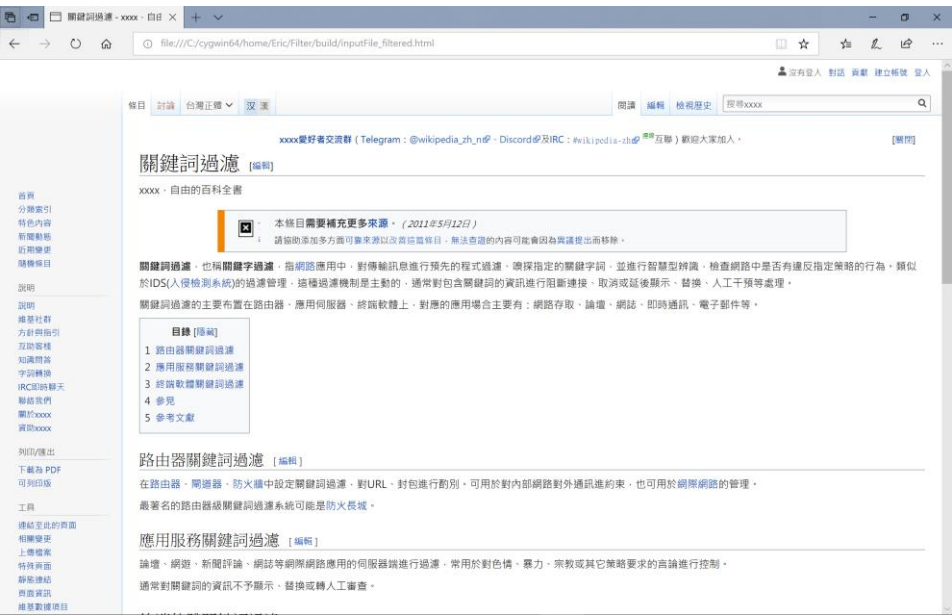 關鍵詞過濾 - xxxx · 自由
file:///C:/cygwin64/home/Eric/Filter/build/inputFile_filtered.html
沒有登入 對話 貢獻 建立帳號 登入
條目 討論 台灣正體 汉 漢 閱讀 編輯 檢視歷史 搜尋xxxx
xxxx愛好者交流群(Telegram:@wikipedia_zh_n · Discord及IRC:#wikipedia-zh 互聯)歡迎大家加入。 [關閉]
關鍵詞過濾 [編輯]
xxxx,自由的百科全書
本條目需要補充更多來源。(2011年5月12日)
請協助添加多方面可靠來源以改善這篇條目,無法查證的內容可能會因為異議提出而移除。
關鍵詞過濾,也稱關鍵字過濾,指網路應用中,對傳輸訊息進行預先的程式過濾、嗅探指定的關鍵字詞,並進行智慧型辨識,檢查網路中是否有違反指定策略的行為。類似
於IDS(入侵檢測系統)的過濾管理,這種過濾機制是主動的,通常對包含關鍵詞的資訊進行阻斷連接、取消或延後顯示、替換、人工干預等處理。
關鍵詞過濾的主要布置在路由器、應用伺服器、終端軟體上,對應的應用場合主要有:網路存取、論壇、網誌、即時通訊、電子郵件等。
目錄 [隱藏]
1 路由器關鍵詞過濾
2 應用服務關鍵詞過濾
3 終端軟體關鍵詞過濾
4 參見
5 參考文獻
路由器關鍵詞過濾 [編輯]
在路由器、閘道器、防火牆中設定關鍵詞過濾,對URL、封包進行酌別。可用於對內部網路對外通訊進約束,也可用於網際網路的管理。
最著名的路由器級關鍵詞過濾系統可能是防火長城。
應用服務關鍵詞過濾 [編輯]
論壇、網遊、新聞評論、網誌等網際網路應用的伺服器端進行過濾,常用於對色情、暴力、宗教或其它策略要求的言論進行控制。
通常對關鍵詞的資訊不予顯示、替換或轉人工審查。
首頁
分類索引
特色內容
新聞動態
近期變更
隨機條目
說明
說明
維基社群
方針與指引
互助客棧
知識問答
字詞轉換
IRC即時聊天
聯絡我們
關於xxxx
資助xxxx
列印/匯出
下載為 PDF
可列印版
工具
連結至此的頁面
相關變更
上傳檔案
特殊頁面
靜態連結
頁面資訊
維基數據項目